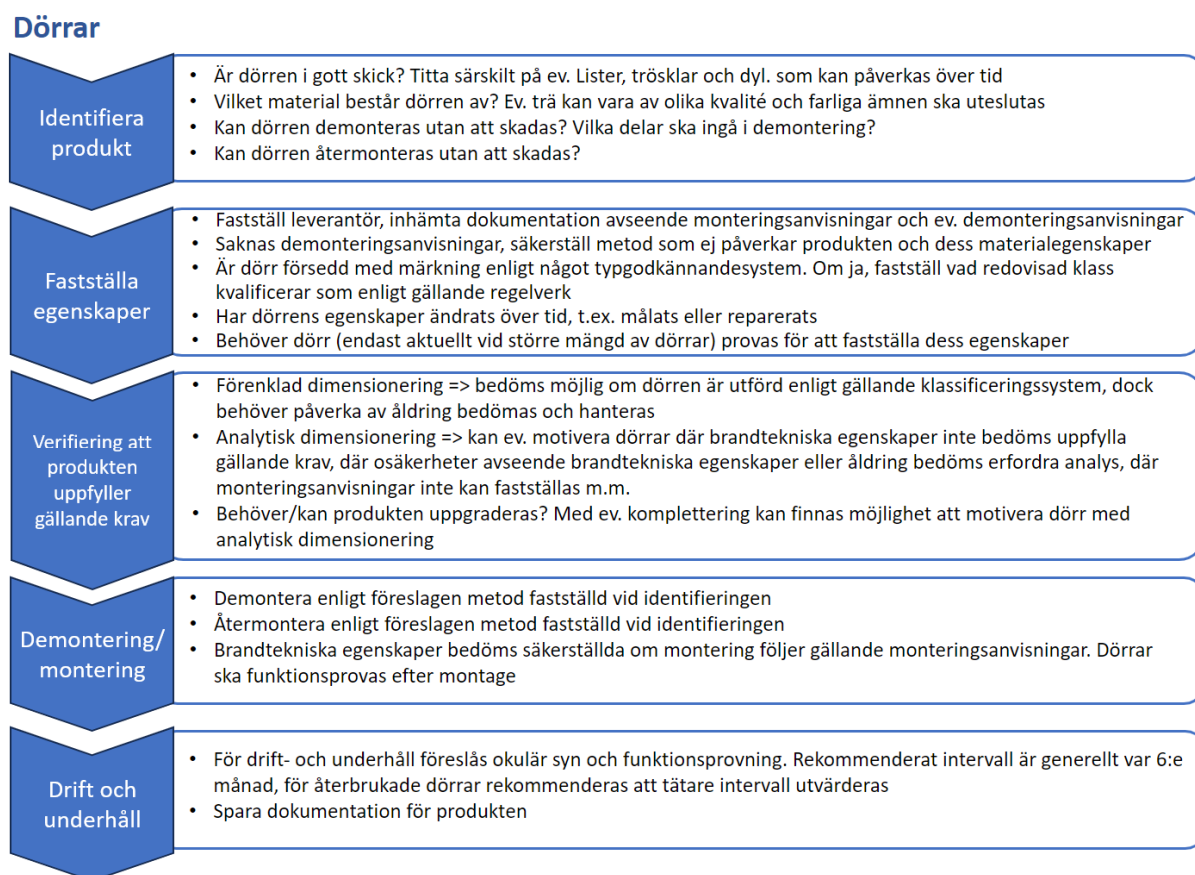 Dörrar
Identifiera
produkt
• Är dörren i gott skick? Titta särskilt på ev. Lister, trösklar och dyl. som kan påverkas över tid
• Vilket material består dörren av? Ev. trä kan vara av olika kvalité och farliga ämnen ska uteslutas
• Kan dörren demonteras utan att skadas? Vilka delar ska ingå i demontering?
• Kan dörren återmonteras utan att skadas?
Fastställa
egenskaper
• Fastställ leverantör, inhämta dokumentation avseende monteringsanvisningar och ev. demonteringsanvisningar
• Saknas demonteringsanvisningar, säkerställ metod som ej påverkar produkten och dess materialegenskaper
• Är dörr försedd med märkning enligt något typgodkännandesystem. Om ja, fastställ vad redovisad klass
kvalificerar som enligt gällande regelverk
• Har dörrens egenskaper ändrats över tid, t.ex. målats eller reparerats
• Behöver dörr (endast aktuellt vid större mängd av dörrar) provas för att fastställa dess egenskaper
Verifiering att
produkten
uppfyller
gällande krav
• Förenklad dimensionering => bedöms möjlig om dörren är utförd enligt gällande klassificeringssystem, dock
behöver påverka av åldring bedömas och hanteras
• Analytisk dimensionering => kan ev. motivera dörrar där brandtekniska egenskaper inte bedöms uppfylla
gällande krav, där osäkerheter avseende brandtekniska egenskaper eller åldring bedöms erfordra analys, där
monteringsanvisningar inte kan fastställas m.m.
• Behöver/kan produkten uppgraderas? Med ev. komplettering kan finnas möjlighet att motivera dörr med
analytisk dimensionering
Demontering/
montering
• Demontera enligt föreslagen metod fastställd vid identifieringen
• Återmontera enligt föreslagen metod fastställd vid identifieringen
• Brandtekniska egenskaper bedöms säkerställda om montering följer gällande monteringsanvisningar. Dörrar
ska funktionsprovas efter montage
Drift och
underhåll
• För drift- och underhåll föreslås okulär syn och funktionsprovning. Rekommenderat intervall är generellt var 6:e
månad, för återbrukade dörrar rekommenderas att tätare intervall utvärderas
• Spara dokumentation för produkten